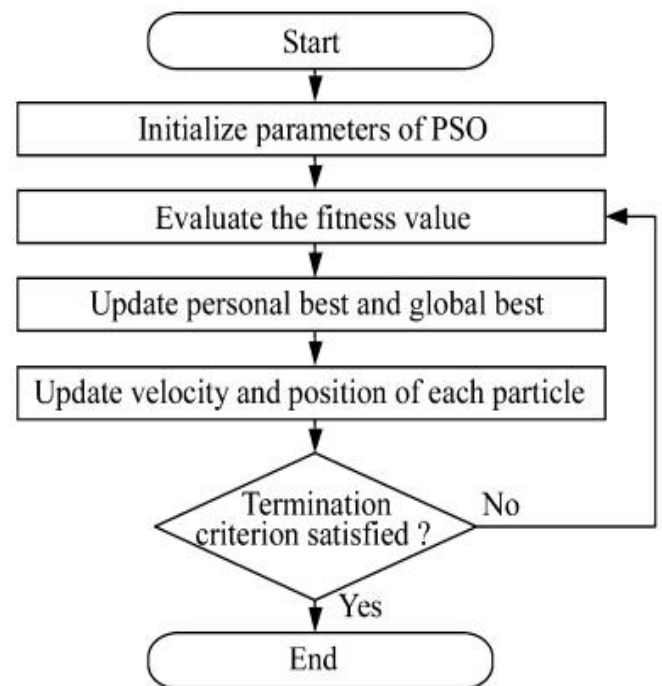 Start
Initialize parameters of PSO
Evaluate the fitness value
Update personal best and global best
Update velocity and position of each particle
Termination
criterion satisfied ?
No
Yes
End